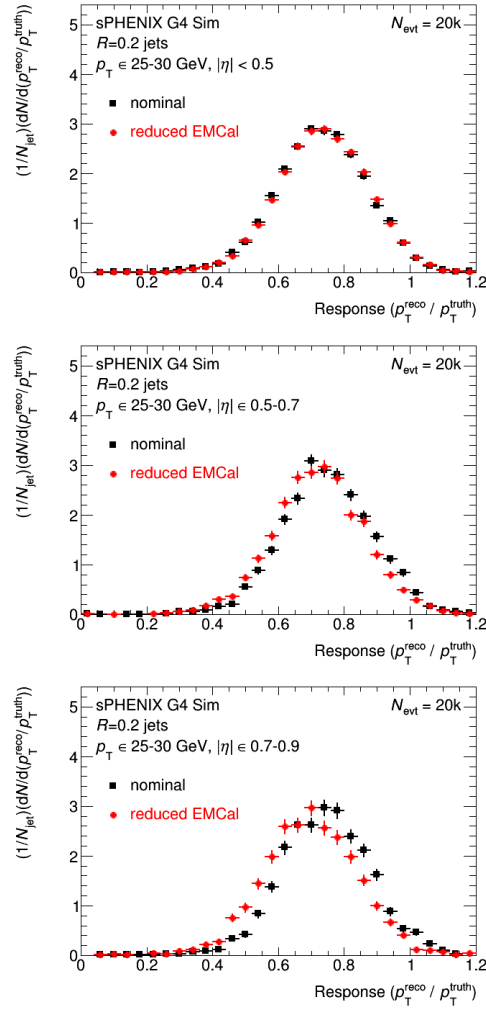 sPHENIX G4 Sim
N_evt = 20k
R=0.2 jets
p_T ∈ 25-30 GeV, |η| < 0.5
nominal
reduced EMCal
(1/N_jet)(dN/d(p_T^reco/p_T^truth))
5
4
3
2
1
0
0 0.2 0.4 0.6 0.8 1 1.2
Response (p_T^reco / p_T^truth)
sPHENIX G4 Sim
N_evt = 20k
R=0.2 jets
p_T ∈ 25-30 GeV, |η| ∈ 0.5-0.7
nominal
reduced EMCal
(1/N_jet)(dN/d(p_T^reco/p_T^truth))
5
4
3
2
1
0
0 0.2 0.4 0.6 0.8 1 1.2
Response (p_T^reco / p_T^truth)
sPHENIX G4 Sim
N_evt = 20k
R=0.2 jets
p_T ∈ 25-30 GeV, |η| ∈ 0.7-0.9
nominal
reduced EMCal
(1/N_jet)(dN/d(p_T^reco/p_T^truth))
5
4
3
2
1
0
0 0.2 0.4 0.6 0.8 1 1.2
Response (p_T^reco / p_T^truth)